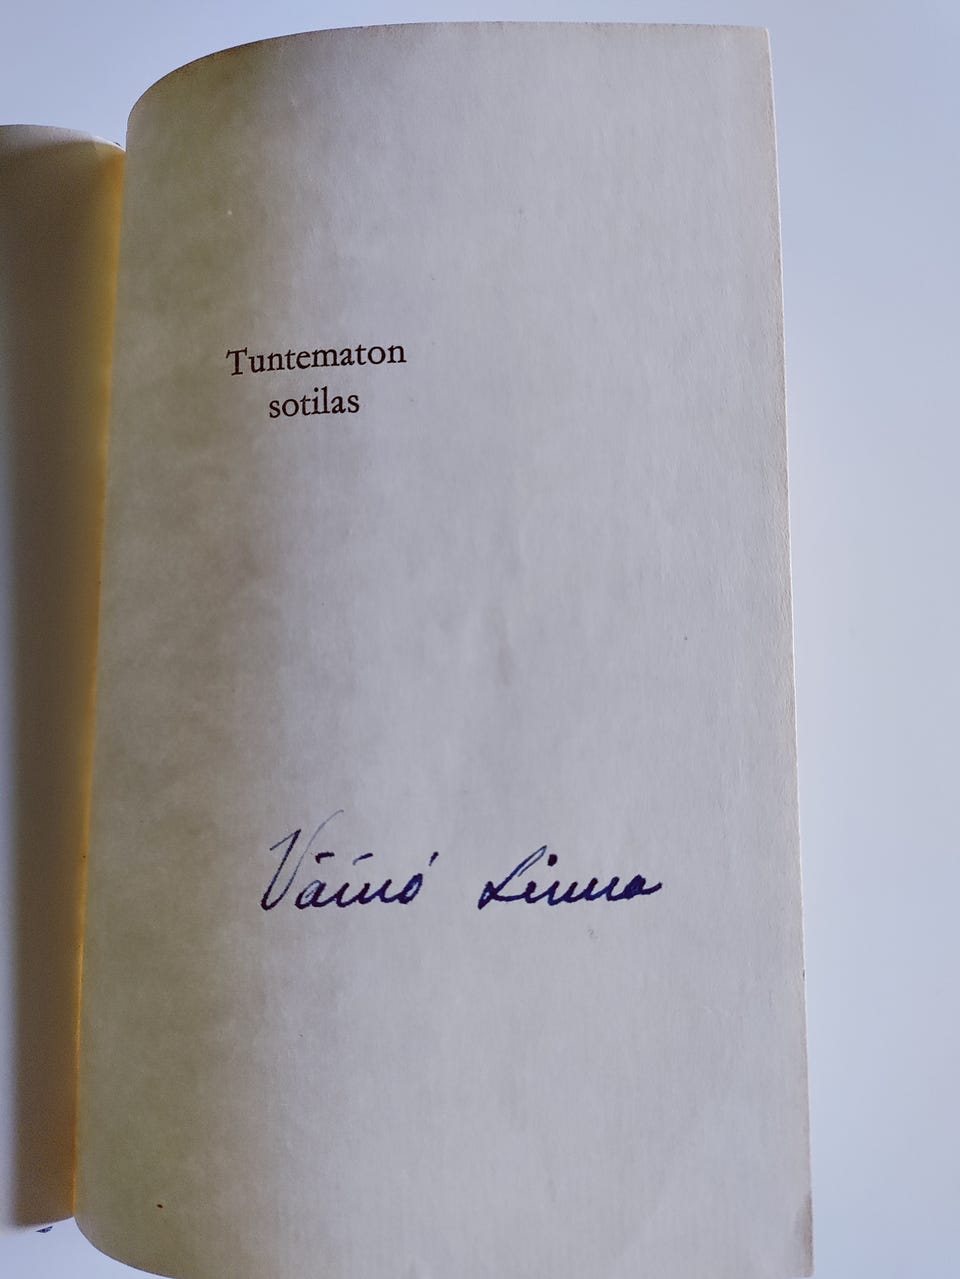 Tuntematon
sotilas
Väinö Linna